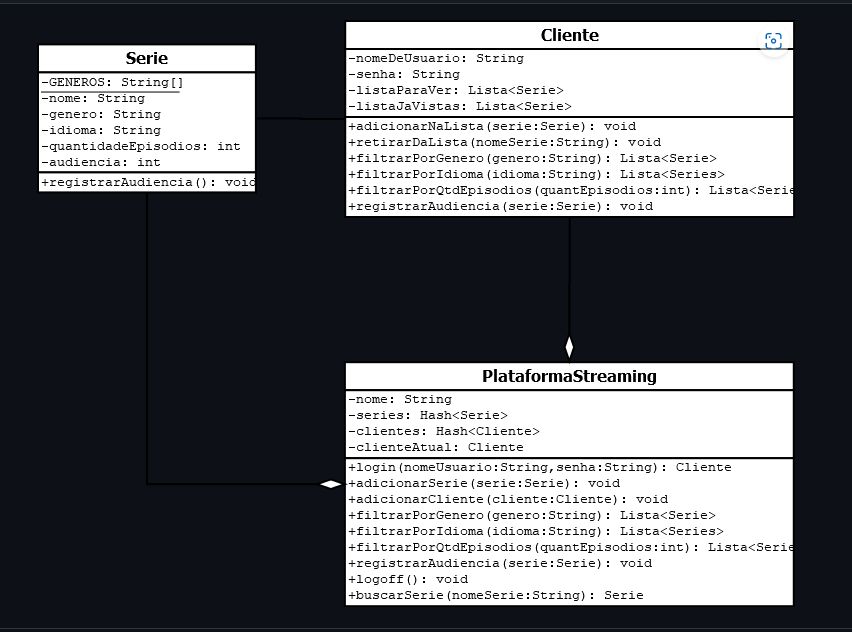 Serie
-GENEROS: String[]
-nome: String
-genero: String
-idioma: String
-quantidadeEpisodios: int
-audiencia: int
+registrarAudiencia(): void
Cliente
-nomeDeUsuario: String
-senha: String
-listaParaVer: Lista<Serie>
-listaJaVistas: Lista<Serie>
+adicionarNaLista(serie:Serie): void
+retirarDaLista(nomeSerie:String): void
+filtrarPorGenero(genero:String): Lista<Serie>
+filtrarPorIdioma(idioma:String): Lista<Series>
+filtrarPorQtdEpisodios(quantEpisodios:int): Lista<Serie
+registrarAudiencia(serie:Serie): void
PlataformaStreaming
-nome: String
-series: Hash<Serie>
-clientes: Hash<Cliente>
-clienteAtual: Cliente
+login(nomeUsuario:String,senha:String): Cliente
+adicionarSerie(serie:Serie): void
+adicionarCliente(cliente:Cliente): void
+filtrarPorGenero(genero:String): Lista<Serie>
+filtrarPorIdioma(idioma:String): Lista<Series>
+filtrarPorQtdEpisodios(quantEpisodios:int): Lista<Serie
+registrarAudiencia(serie:Serie): void
+logoff(): void
+buscarSerie(nomeSerie:String): Serie